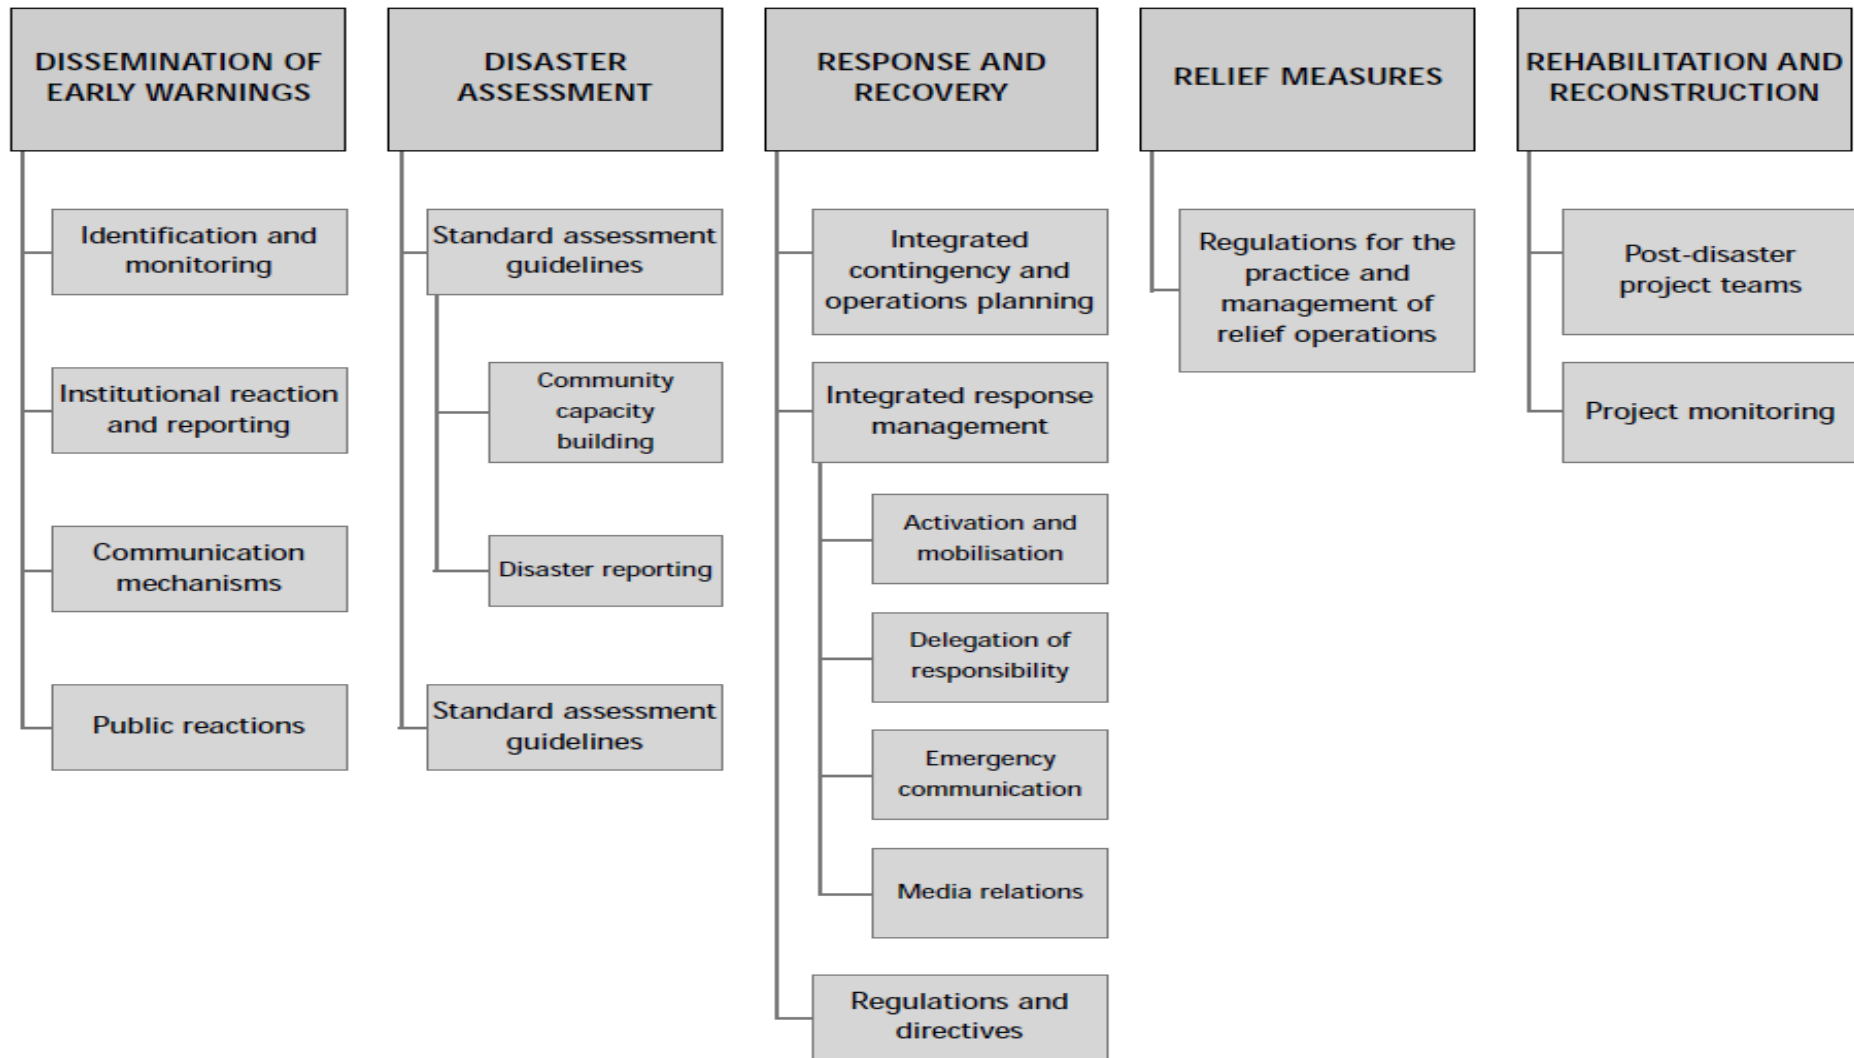 DISSEMINATION OF
EARLY WARNINGS
Identification and
monitoring
Institutional reaction
and reporting
Communication
mechanisms
Public reactions
DISASTER
ASSESSMENT
Standard assessment
guidelines
Community
capacity
building
Disaster reporting
Standard assessment
guidelines
RESPONSE AND
RECOVERY
Integrated
contingency and
operations planning
Integrated response
management
Activation and
mobilisation
Delegation of
responsibility
Emergency
communication
Media relations
Regulations and
directives
RELIEF MEASURES
Regulations for the
practice and
management of
relief operations
REHABILITATION AND
RECONSTRUCTION
Post-disaster
project teams
Project monitoring